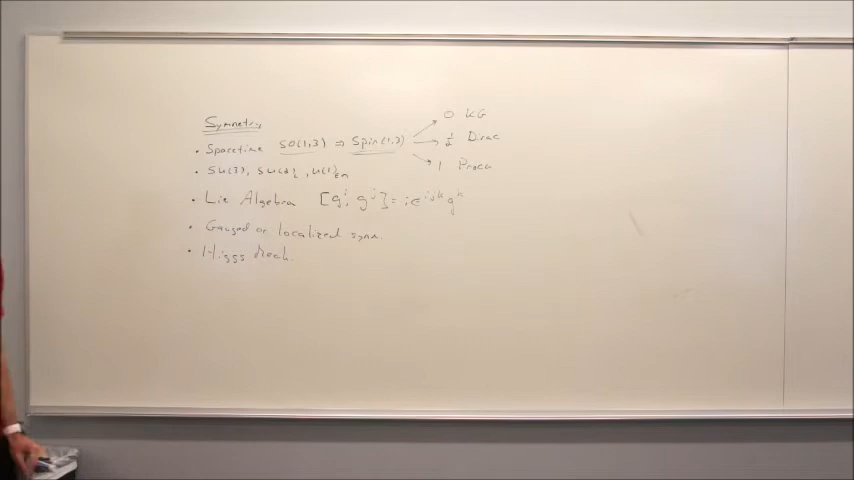 Symmetry
0 KG
• Spacetime SO(1,3) ⇒ Spin(1,3) ½ Dirac
1 Proca
• SU(3), SU(2)L, U(1)em
• Lie Algebra [g^i, g^j] = iε^{ijk} g^k
• Gauged or localized symm.
• Higgs mech.